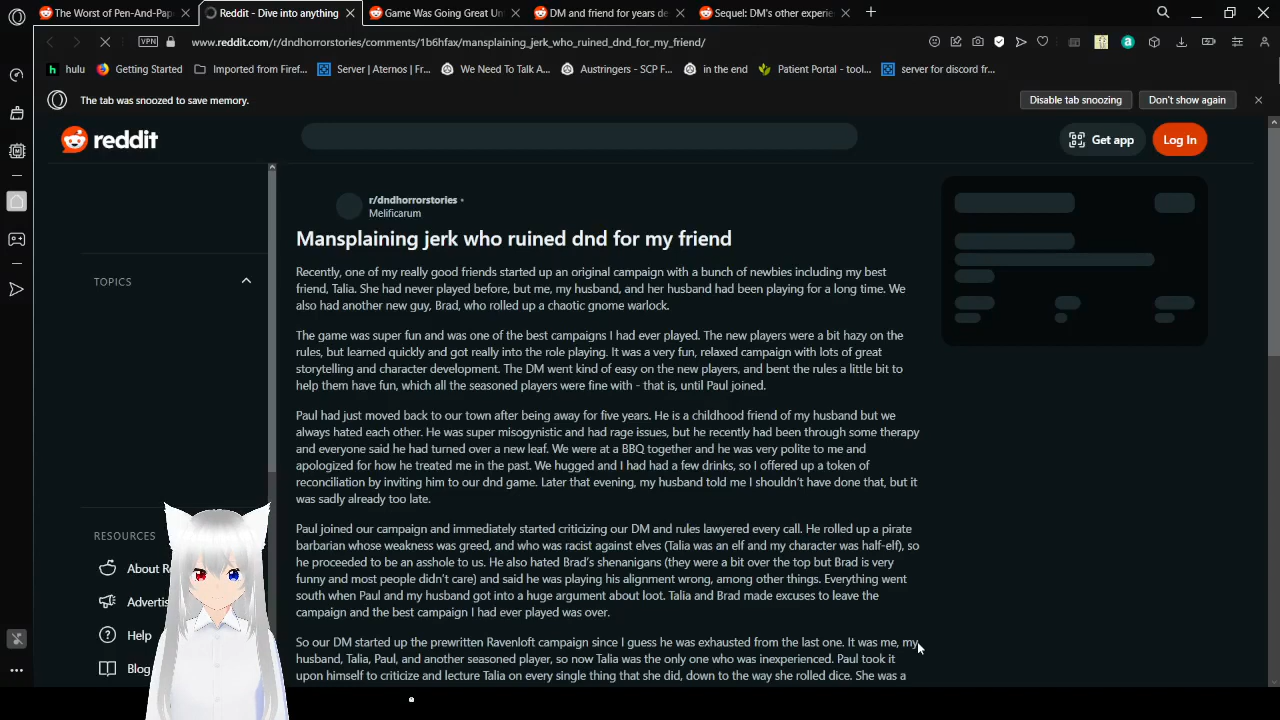 The Worst of Pen-And-Pap
Reddit - Dive into anything
Game Was Going Great Un
DM and friend for years de
Sequel: DM's other experie
VPN
www.reddit.com/r/dndhorrorstories/comments/1b6hfax/mansplaining_jerk_who_ruined_dnd_for_my_friend/
hulu
Getting Started
Imported from Firef...
Server | Aternos | Fr...
We Need To Talk A...
Austringers - SCP F...
in the end
Patient Portal - tool...
server for discord fr...
The tab was snoozed to save memory.
Disable tab snoozing
Don't show again
reddit
Get app
Log In
r/dndhorrorstories •
Melificarum
Mansplaining jerk who ruined dnd for my friend
Recently, one of my really good friends started up an original campaign with a bunch of newbies including my best
friend, Talia. She had never played before, but me, my husband, and her husband had been playing for a long time. We
also had another new guy, Brad, who rolled up a chaotic gnome warlock.
The game was super fun and was one of the best campaigns I had ever played. The new players were a bit hazy on the
rules, but learned quickly and got really into the role playing. It was a very fun, relaxed campaign with lots of great
storytelling and character development. The DM went kind of easy on the new players, and bent the rules a little bit to
help them have fun, which all the seasoned players were fine with - that is, until Paul joined.
Paul had just moved back to our town after being away for five years. He is a childhood friend of my husband but we
always hated each other. He was super misogynistic and had rage issues, but he recently had been through some therapy
and everyone said he had turned over a new leaf. We were at a BBQ together and he was very polite to me and
apologized for how he treated me in the past. We hugged and I had had a few drinks, so I offered up a token of
reconciliation by inviting him to our dnd game. Later that evening, my husband told me I shouldn't have done that, but it
was sadly already too late.
Paul joined our campaign and immediately started criticizing our DM and rules lawyered every call. He rolled up a pirate
barbarian whose weakness was greed, and who was racist against elves (Talia was an elf and my character was half-elf), so
he proceeded to be an asshole to us. He also hated Brad's shenanigans (they were a bit over the top but Brad is very
funny and most people didn't care) and said he was playing his alignment wrong, among other things. Everything went
south when Paul and my husband got into a huge argument about loot. Talia and Brad made excuses to leave the
campaign and the best campaign I had ever played was over.
So our DM started up the prewritten Ravenloft campaign since I guess he was exhausted from the last one. It was me, my
husband, Talia, Paul, and another seasoned player, so now Talia was the only one who was inexperienced. Paul took it
upon himself to criticize and lecture Talia on every single thing that she did, down to the way she rolled dice. She was a
TOPICS
RESOURCES
About Re
Advertis
Help
Blog